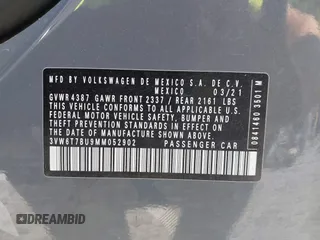 MFD BY VOLKSWAGEN DE MEXICO S.A. DE C.V.
MEXICO 03/21
GVWR 4387 GAWR FRONT 2337 / REAR 2161 LBS
THIS VEHICLE CONFORMS TO ALL APPLICABLE U.S.
FEDERAL MOTOR VEHICLE SAFETY, BUMPER AND
THEFT PREVENTION STANDARDS IN EFFECT ON
THE DATE OF MANUFACTURE SHOWN ABOVE
3VW6T7BU9MM052902 PASSENGER CAR
0841460 3501 M
DREAMBID